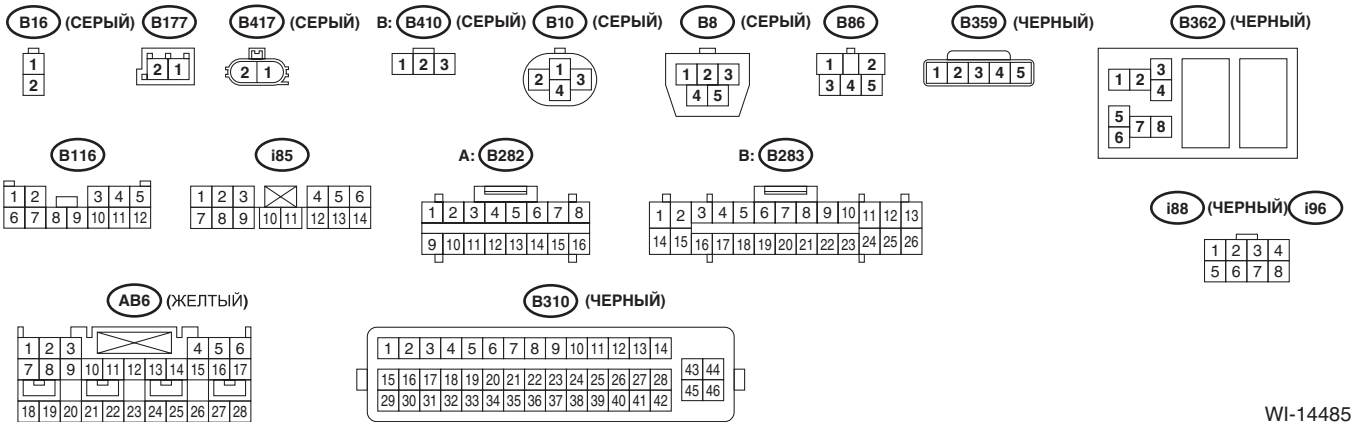 B16 (СЕРЫЙ) B177 B417 (СЕРЫЙ) B: B410 (СЕРЫЙ) B10 (СЕРЫЙ) B8 (СЕРЫЙ) B86 B359 (ЧЕРНЫЙ) B362 (ЧЕРНЫЙ)
1
2
2 1
2 1
1 2 3
1
2 3
4
1 2 3
4 5
1 2
3 4 5
1 2 3 4 5
1 2 3
4
5
6 7 8
B116 i85 A: B282 B: B283
1 2 3 4 5
6 7 8 9 10 11 12
1 2 3 4 5 6
7 8 9 10 11 12 13 14
1 2 3 4 5 6 7 8
9 10 11 12 13 14 15 16
1 2 3 4 5 6 7 8 9 10 11 12 13
14 15 16 17 18 19 20 21 22 23 24 25 26
i88 (ЧЕРНЫЙ) i96
1 2 3 4
5 6 7 8
AB6 (ЖЕЛТЫЙ) B310 (ЧЕРНЫЙ)
1 2 3 4 5 6
7 8 9 10 11 12 13 14 15 16 17
18 19 20 21 22 23 24 25 26 27 28
1 2 3 4 5 6 7 8 9 10 11 12 13 14
15 16 17 18 19 20 21 22 23 24 25 26 27 28
29 30 31 32 33 34 35 36 37 38 39 40 41 42
43 44
45 46
WI-14485